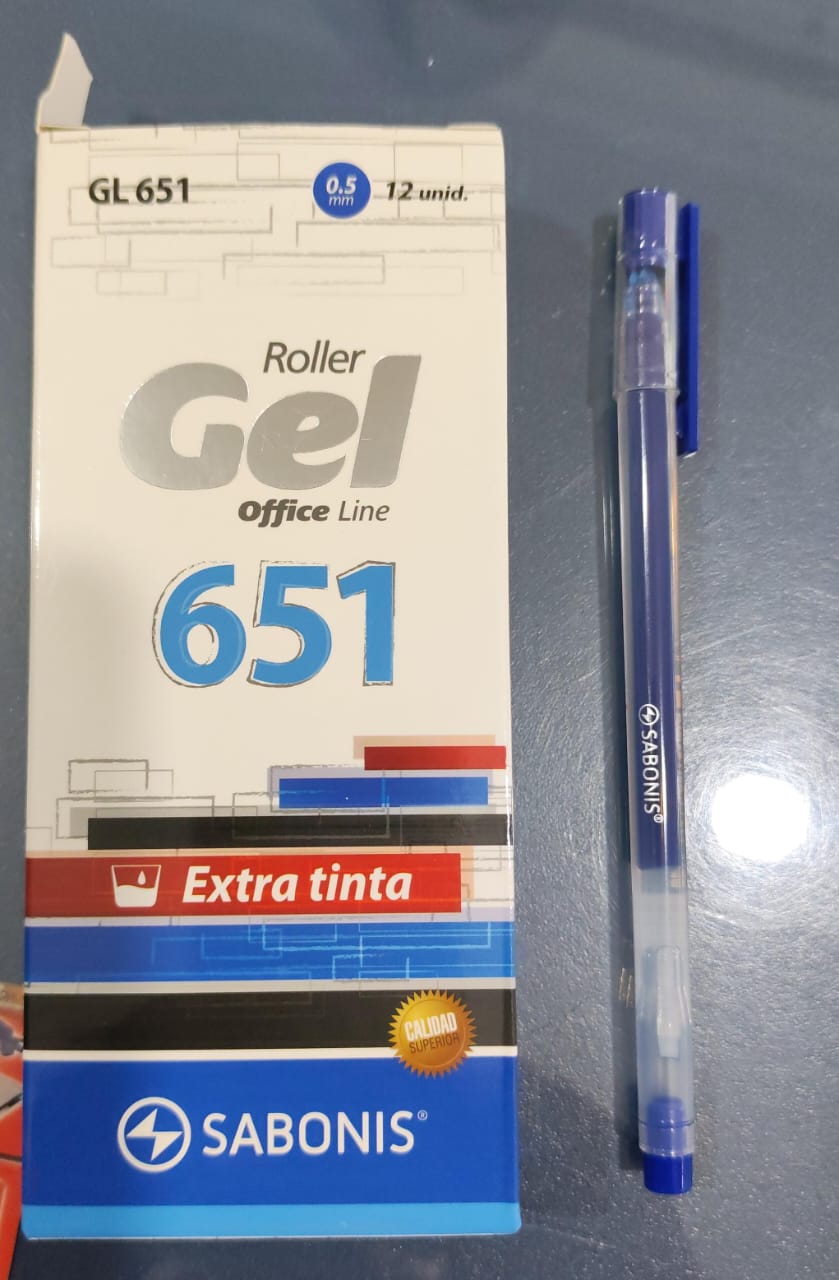 GL 651
0.5
mm
12 unid.
Roller
Gel
Office Line
651
Extra tinta
CALIDAD
SUPERIOR
SABONIS®
SABONIS®